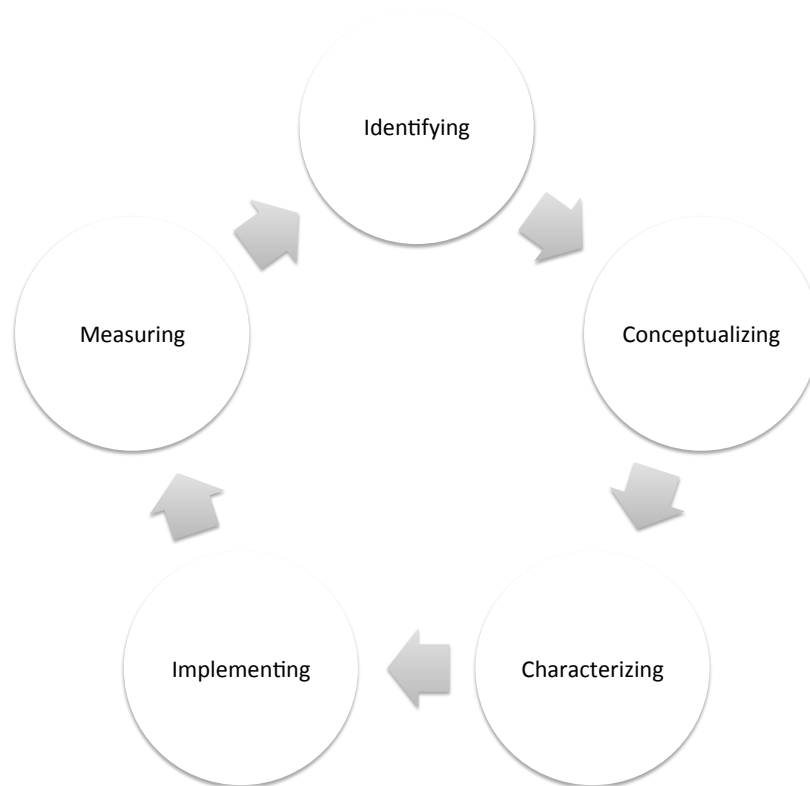 Identifying
Conceptualizing
Characterizing
Implementing
Measuring